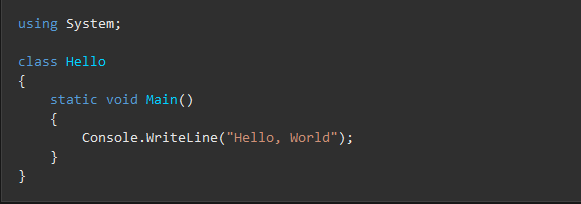 using System;

class Hello
{
    static void Main()
    {
        Console.WriteLine("Hello, World");
    }
}